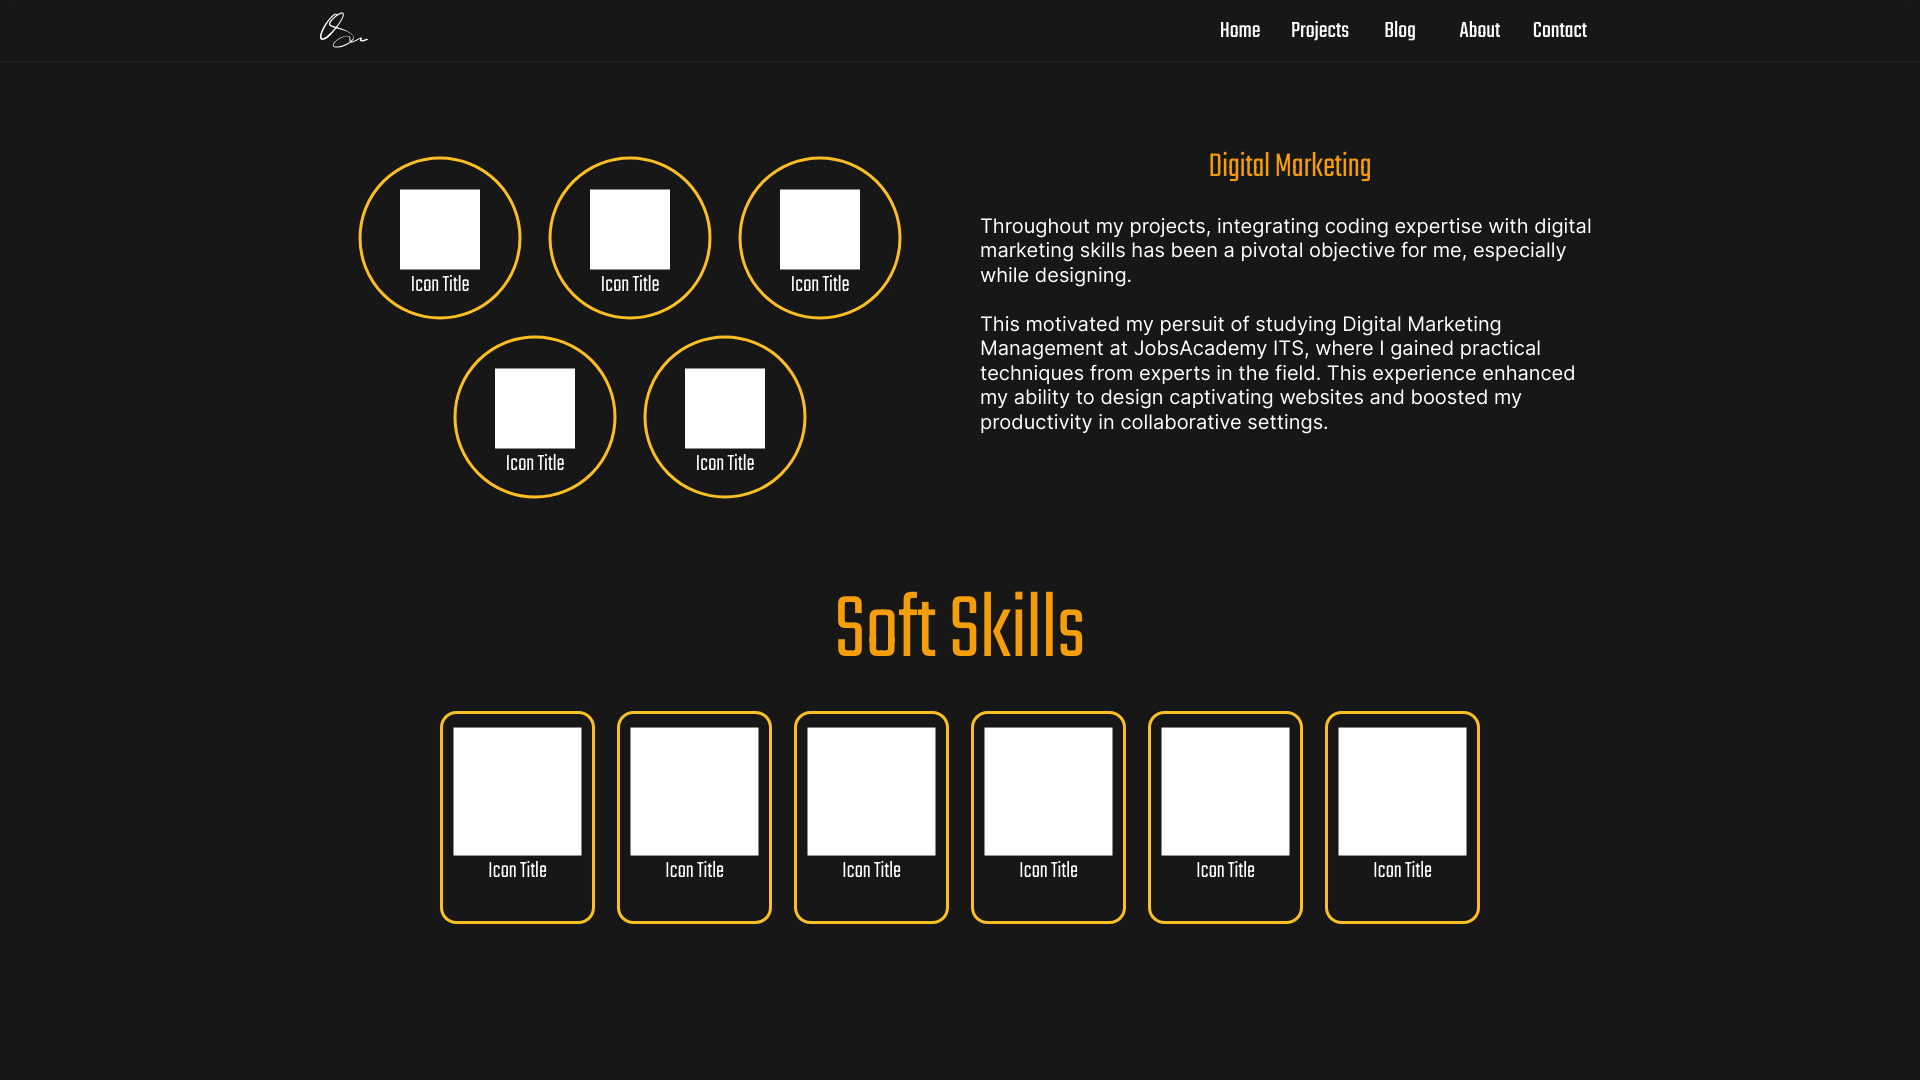 Home Projects Blog About Contact
Icon Title Icon Title Icon Title
Icon Title Icon Title
Digital Marketing
Throughout my projects, integrating coding expertise with digital
marketing skills has been a pivotal objective for me, especially
while designing.
This motivated my persuit of studying Digital Marketing
Management at JobsAcademy ITS, where I gained practical
techniques from experts in the field. This experience enhanced
my ability to design captivating websites and boosted my
productivity in collaborative settings.
Soft Skills
Icon Title Icon Title Icon Title Icon Title Icon Title Icon Title